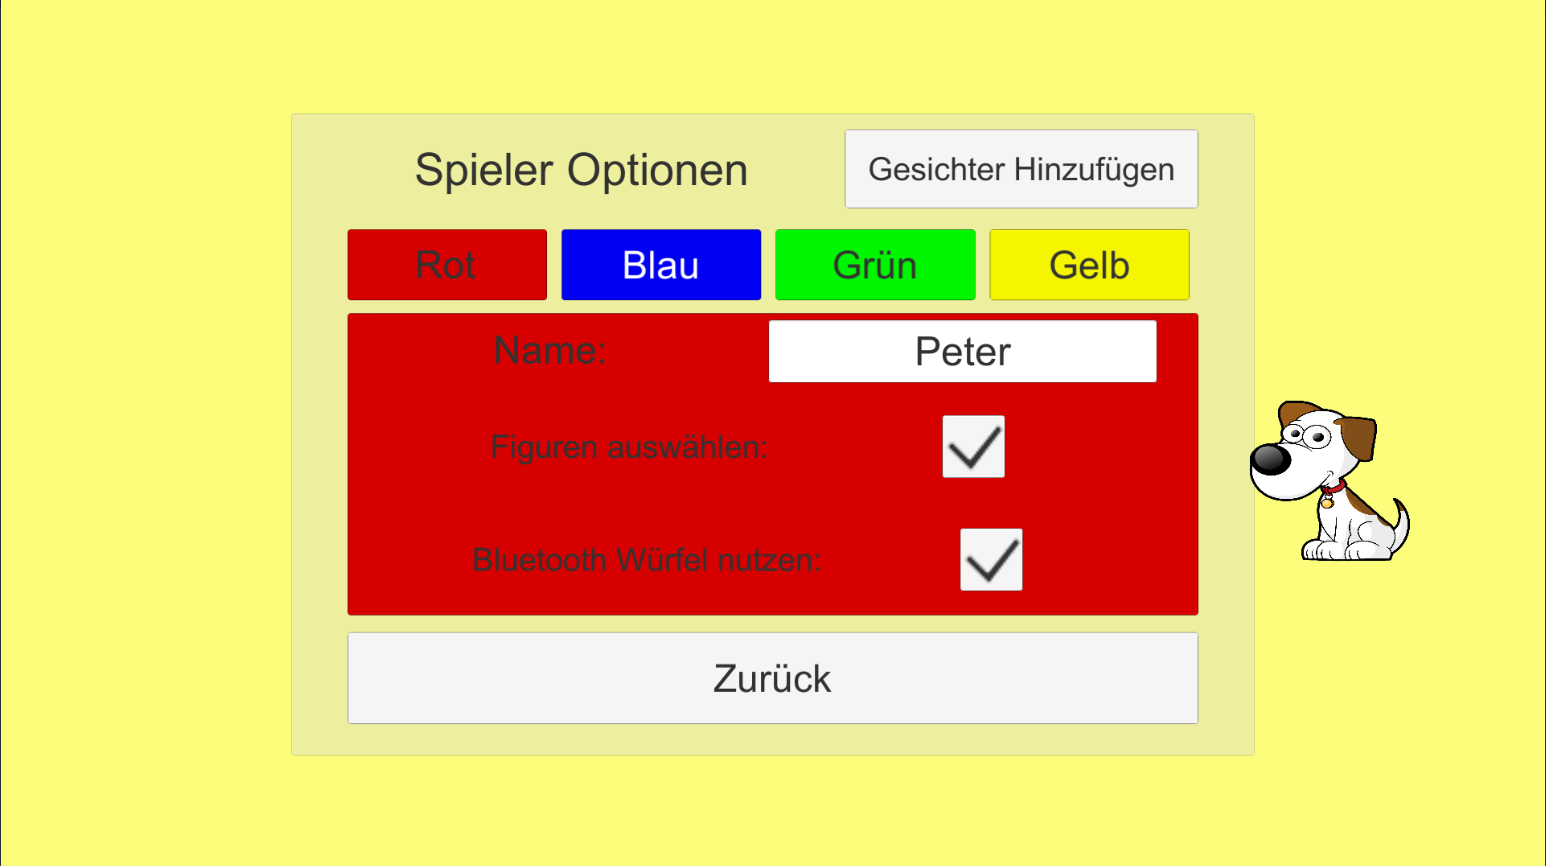 Spieler Optionen
Gesichter Hinzufügen
Rot
Blau
Grün
Gelb
Name:
Peter
Figuren auswählen:
Bluetooth Würfel nutzen:
Zurück